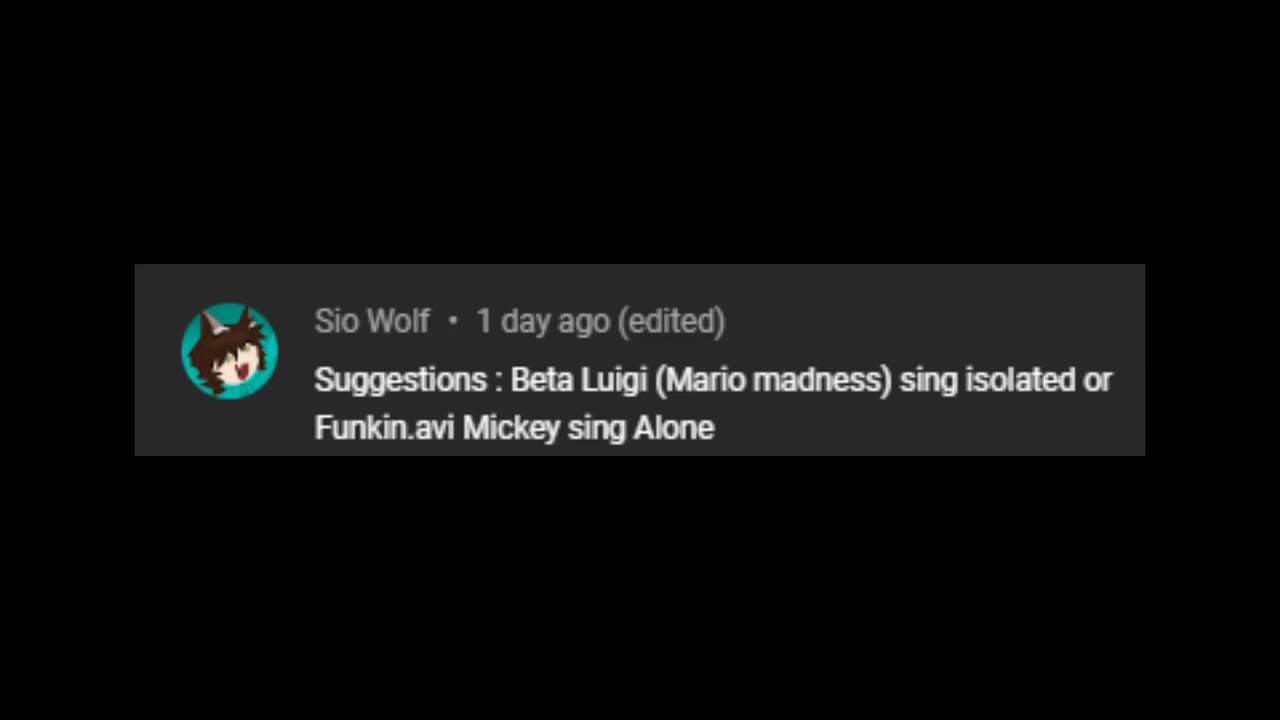 Sio Wolf • 1 day ago (edited)
Suggestions : Beta Luigi (Mario madness) sing isolated or
Funkin.avi Mickey sing Alone